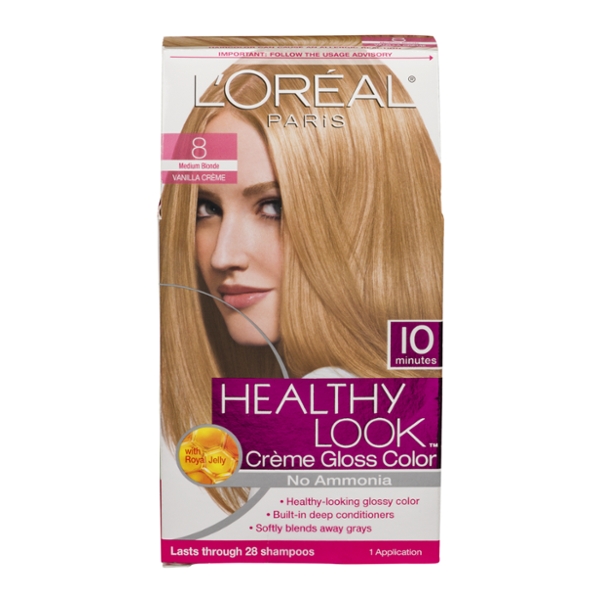 IMPORTANT: FOLLOW THE USAGE ADVISORY
L'ORÉAL
PARiS
8
Medium Blonde
VANILLA CRÈME
10
minutes
HEALTHY
LOOK™
Crème Gloss Color
with
Royal Jelly
No Ammonia
• Healthy-looking glossy color
• Built-in deep conditioners
• Softly blends away grays
Lasts through 28 shampoos
1 Application